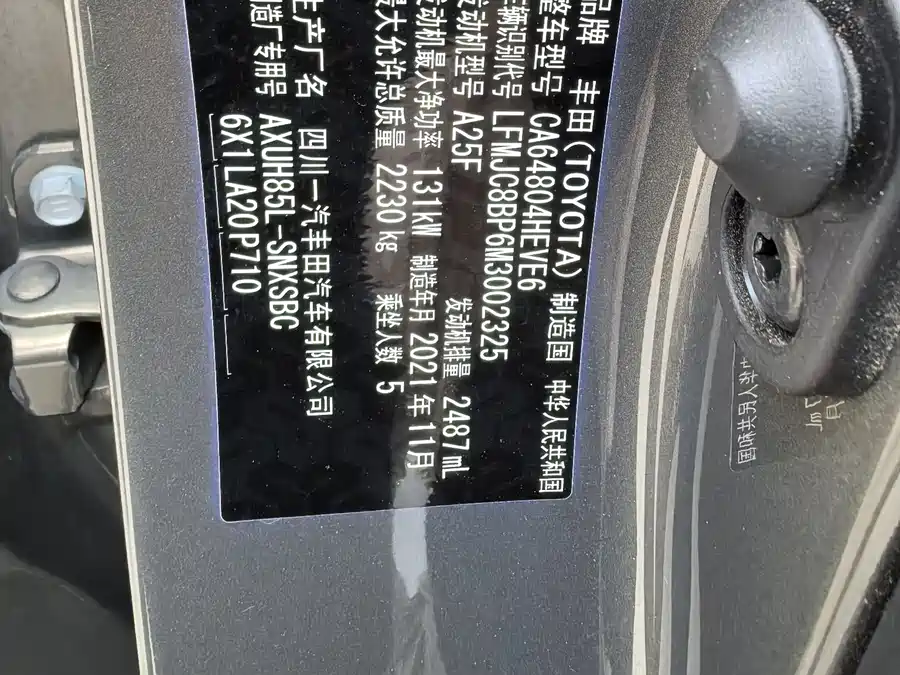 品牌 丰田(TOYOTA) 制造国 中华人民共和国
整车型号 CA64804HEVE6
车辆识别代号 LFMJC8BP6M3002325
发动机型号 A25F 发动机排量 2487mL
发动机最大净功率 131kW 制造年月 2021年11月
最大允许总质量 2230kg 乘坐人数 5
生产厂名 四川一汽丰田汽车有限公司
制造厂专用号 AXUH85L-SNXSBC
6X1LA20P710